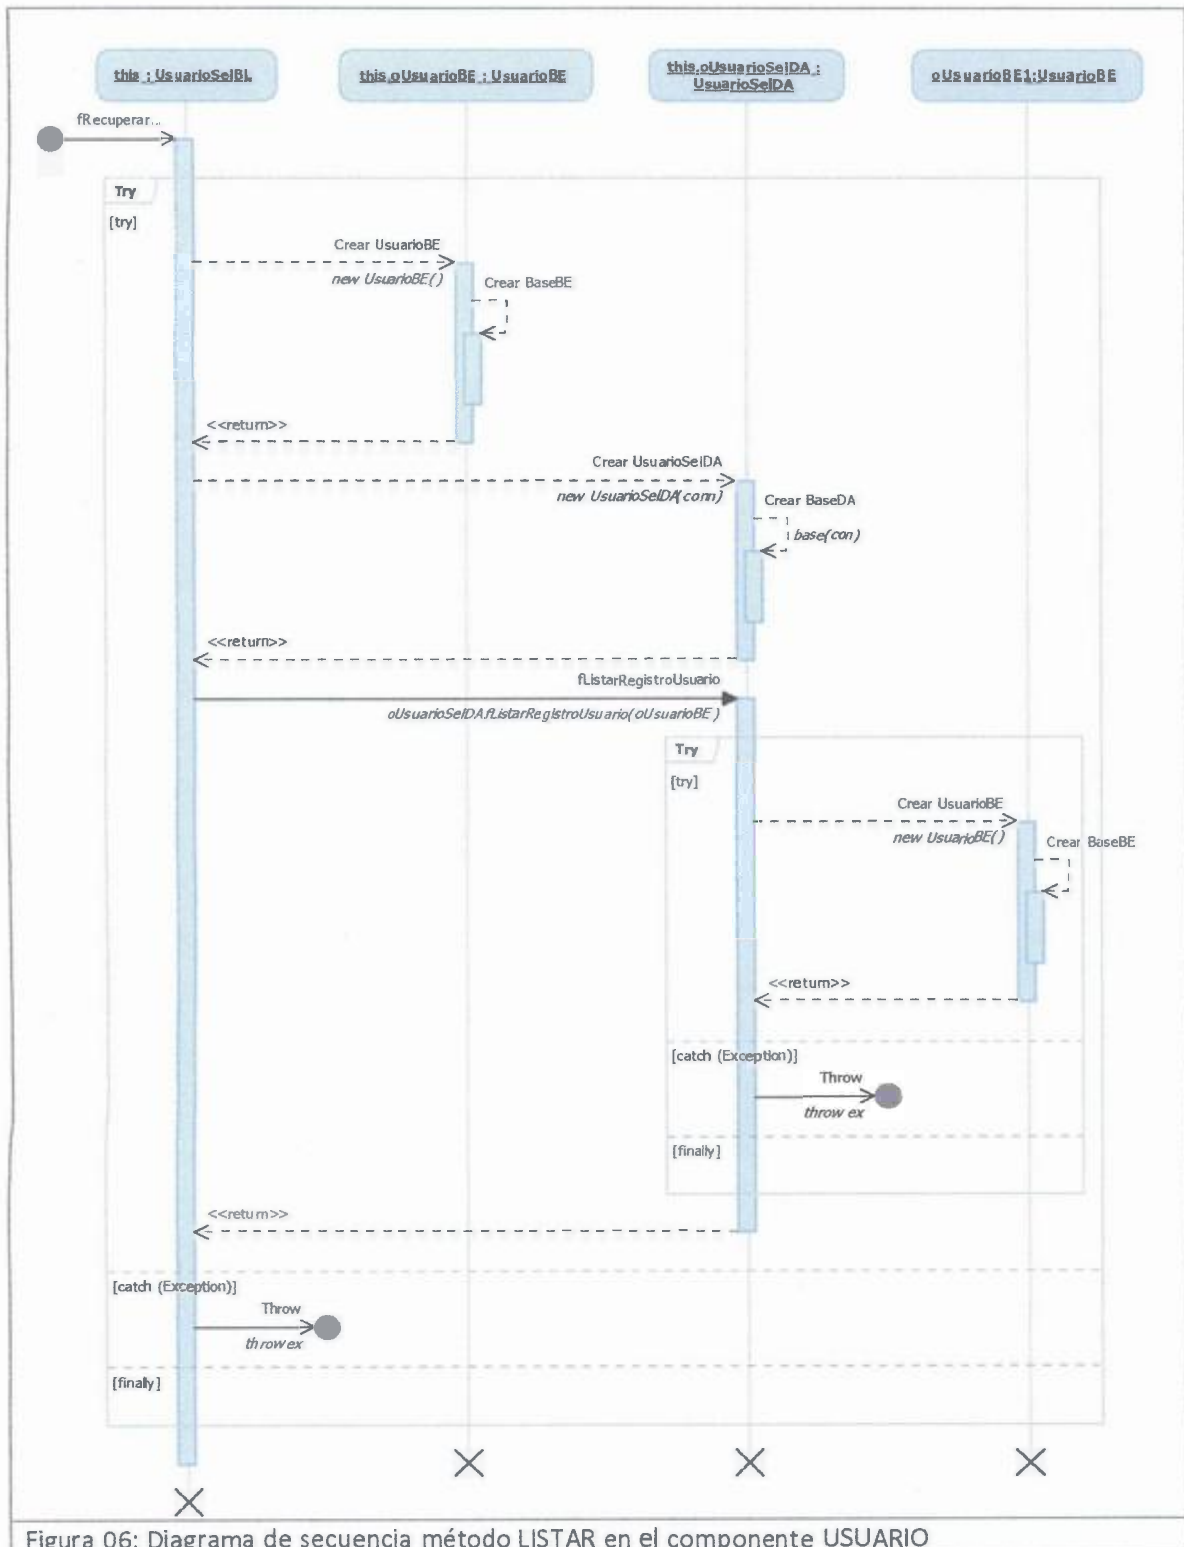 this : UsuarioSelBL
this.oUsuarioBE : UsuarioBE
this.oUsuarioSelDA :
UsuarioSelDA
oUsuarioBE1:UsuarioBE
fRecuperar...
Try
[try]
Crear UsuarioBE
new UsuarioBE()
Crear BaseBE
<<return>>
Crear UsuarioSelDA
new UsuarioSelDA(conn)
Crear BaseDA
base(con)
<<return>>
fListarRegistroUsuario
oUsuarioSelDA.fListarRegistroUsuario(oUsuarioBE)
Try
[try]
Crear UsuarioBE
new UsuarioBE()
Crear BaseBE
<<return>>
[catch (Exception)]
Throw
throw ex
[finally]
<<return>>
[catch (Exception)]
Throw
throw ex
[finally]
Figura 06: Diagrama de secuencia método LISTAR en el componente USUARIO